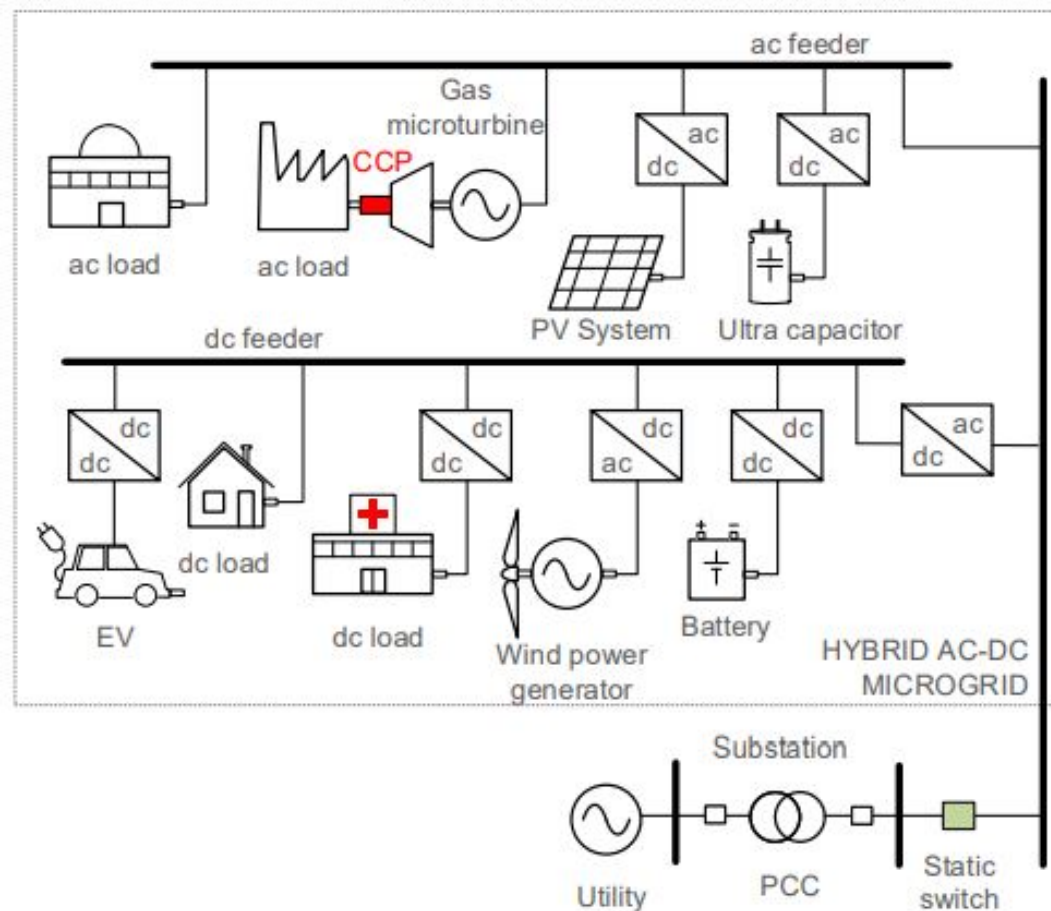 ac feeder
Gas
microturbine
ac
dc
ac
dc
CCP
ac load
ac load
PV System
Ultra capacitor
dc feeder
dc
dc
dc
dc
dc
ac
dc
dc
ac
dc
dc load
EV
dc load
Wind power
generator
+ −
Battery
HYBRID AC-DC
MICROGRID
Substation
Utility
PCC
Static
switch